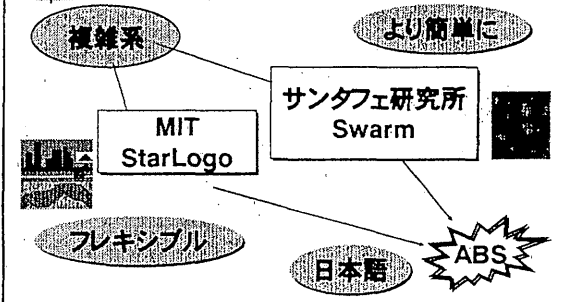 複雑系
より簡単に
サンタフェ研究所
Swarm
MIT
StarLogo
フレキシブル
日本語
ABS